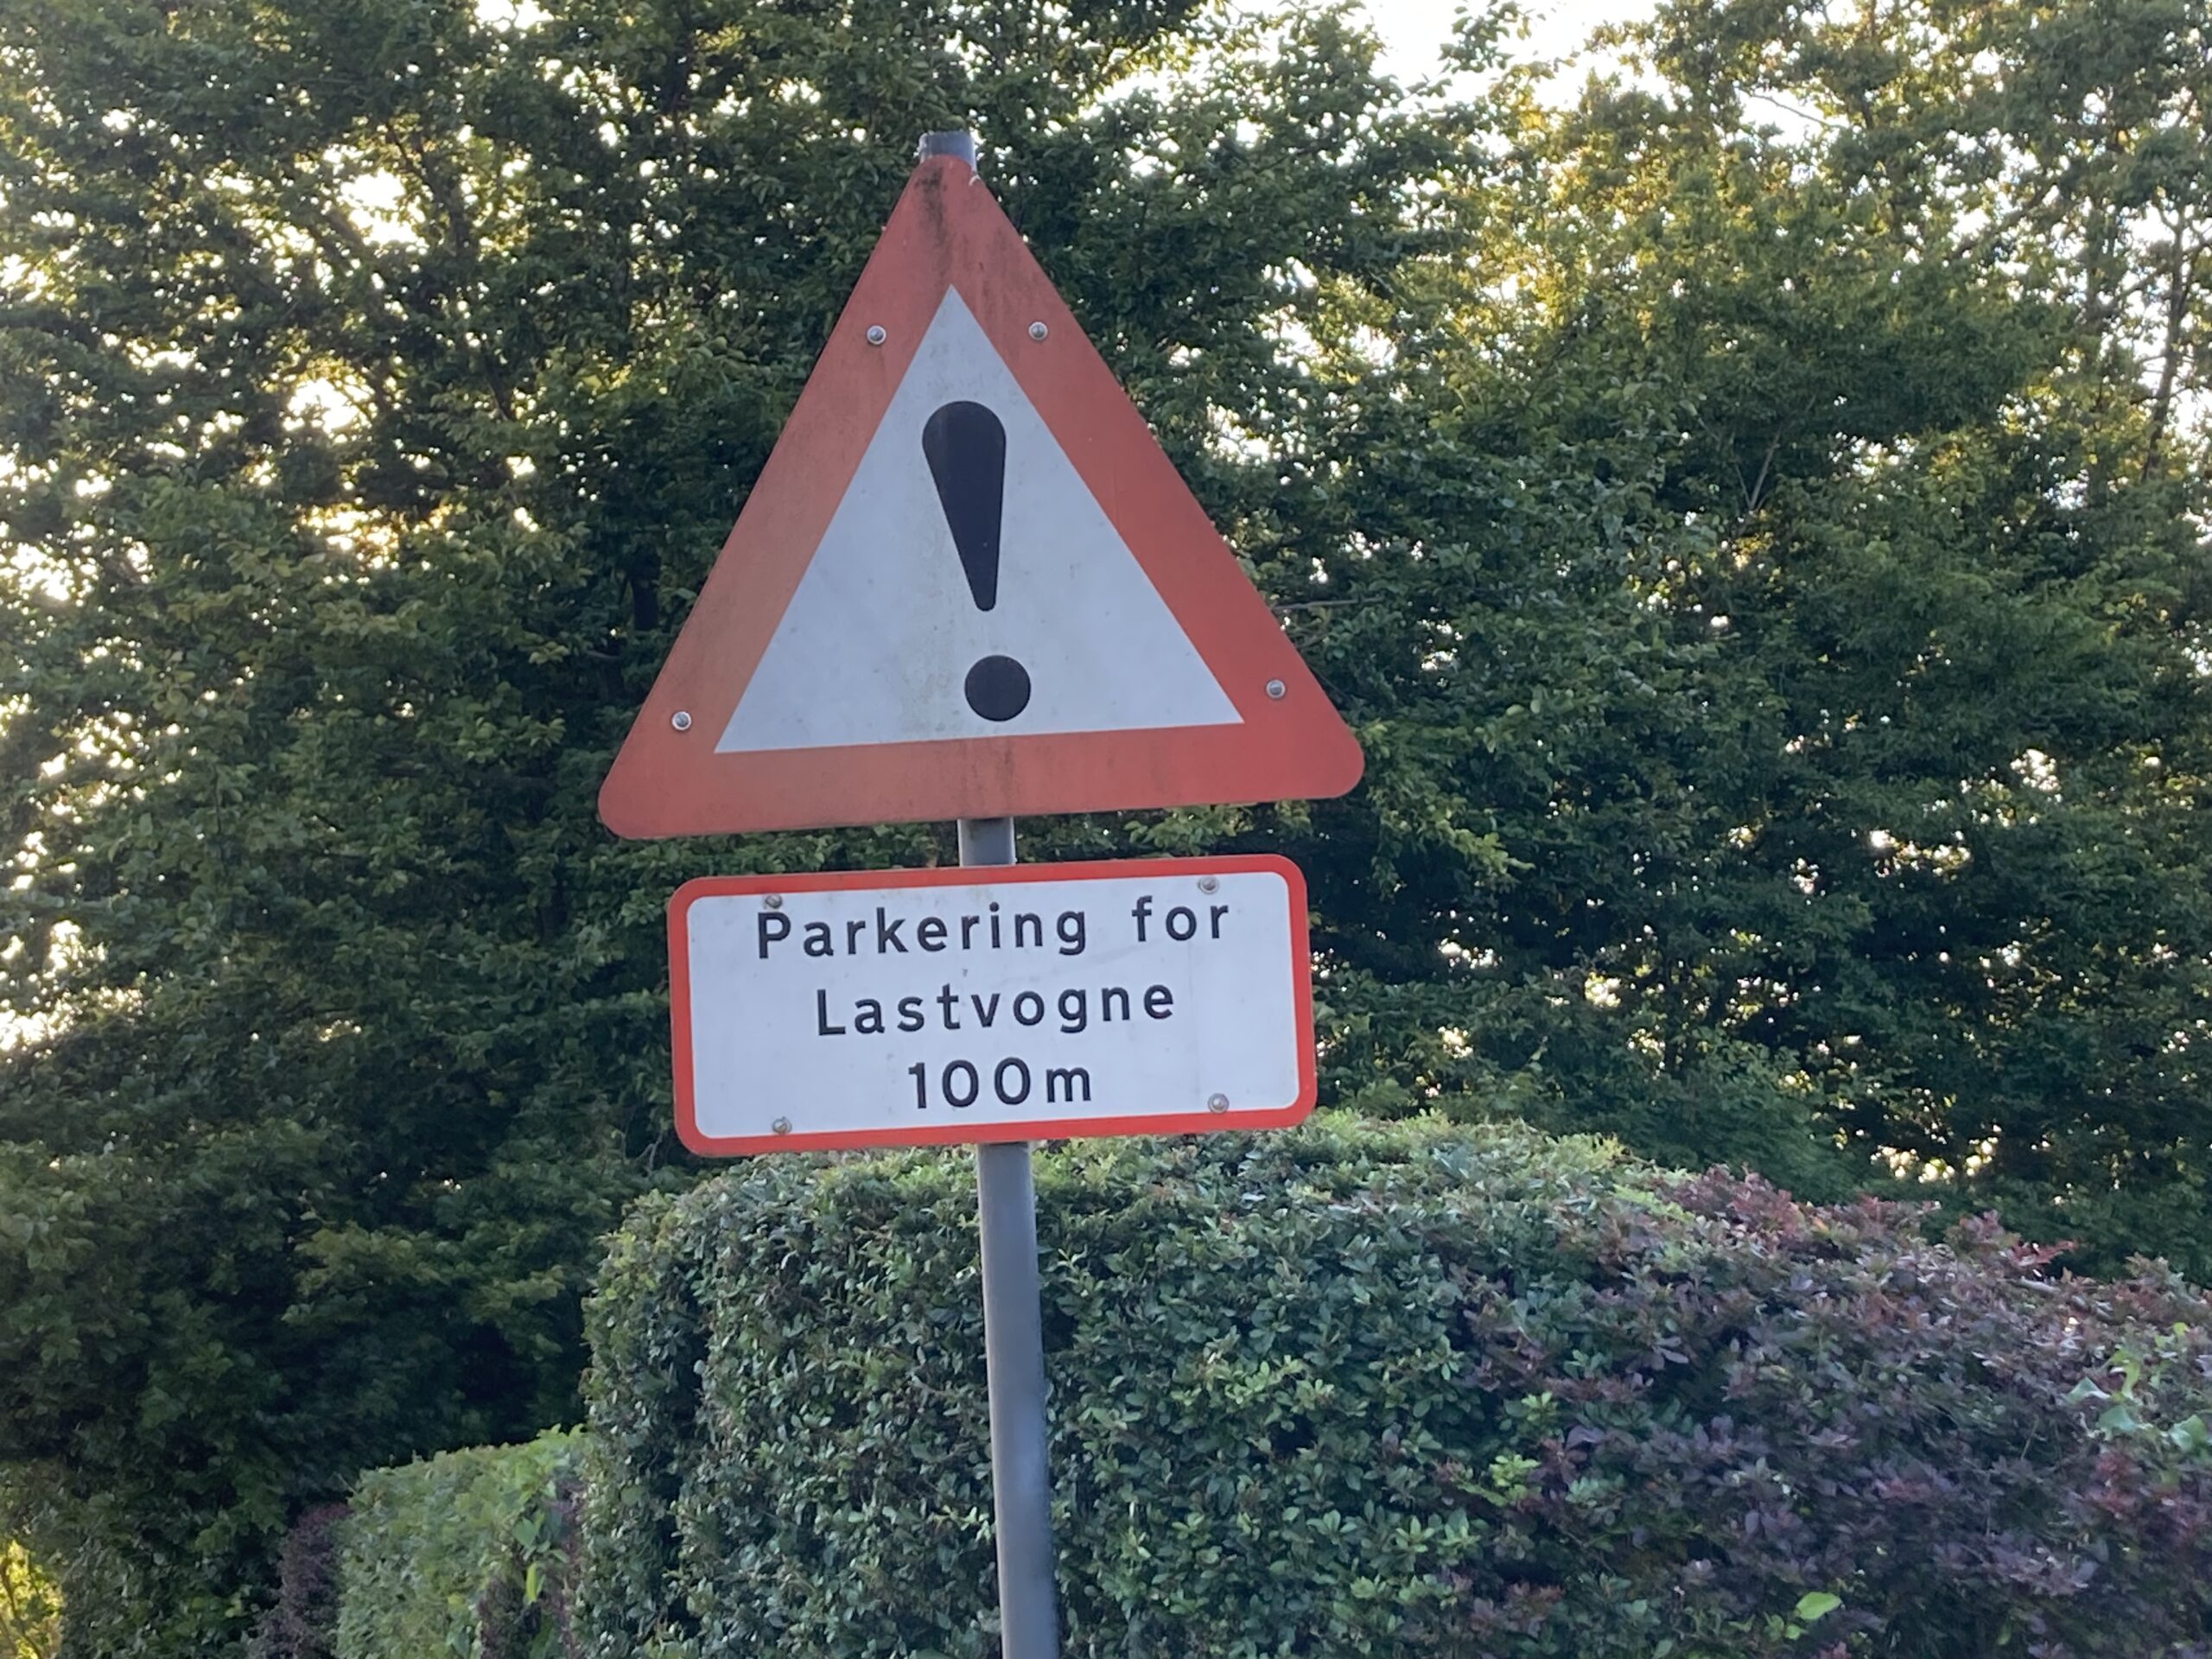 !
Parkering for
Lastvogne
100m